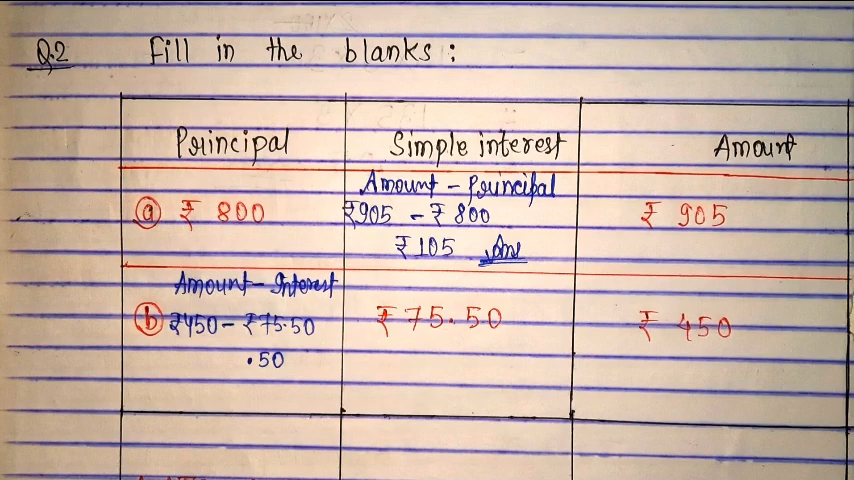 Q.2 Fill in the blanks :
Principal Simple interest Amount
Amount - Principal
ⓐ ₹ 800 ₹905 - ₹ 800 ₹ 905
₹105 Ans
Amount - Interest
ⓑ ₹450 - ₹75.50 ₹ 75.50 ₹ 450
.50